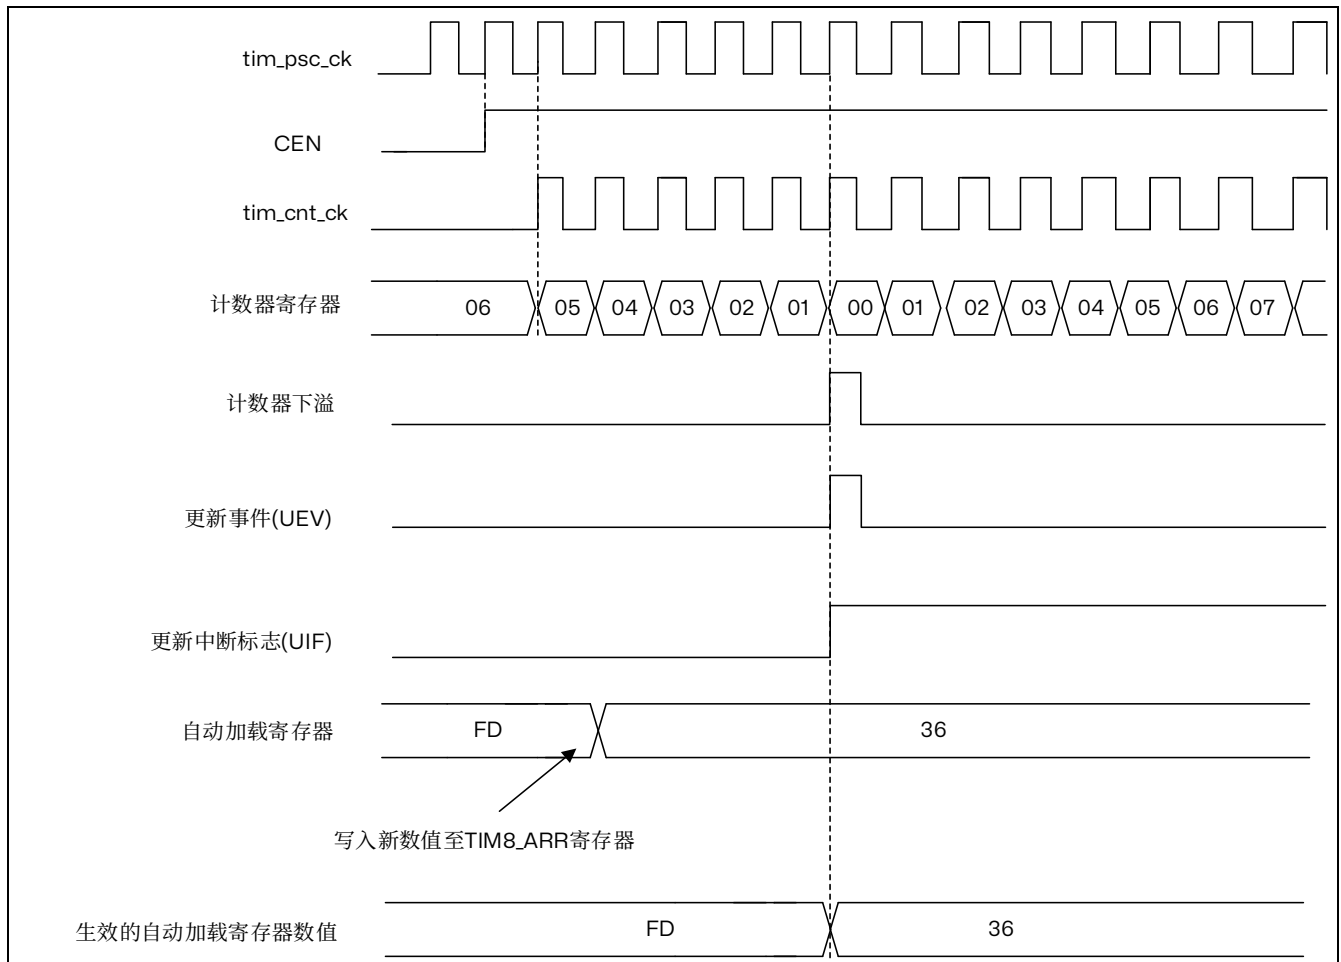 tim_psc_ck
CEN
tim_cnt_ck
计数器寄存器 06 05 04 03 02 01 00 01 02 03 04 05 06 07
计数器下溢
更新事件(UEV)
更新中断标志(UIF)
自动加载寄存器 FD 36
写入新数值至TIM8_ARR寄存器
生效的自动加载寄存器数值 FD 36